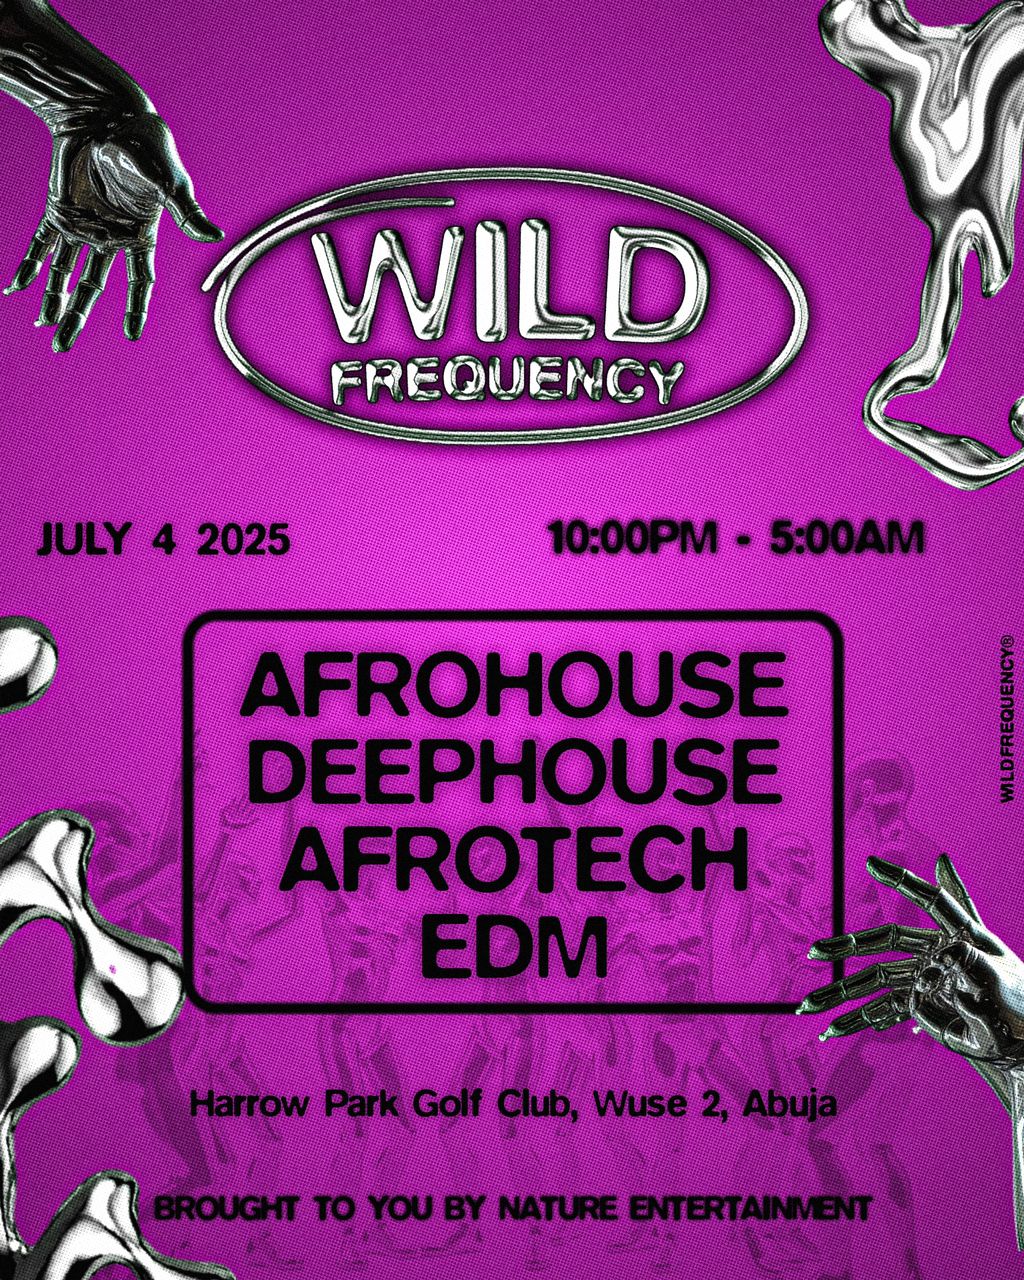 WILD
FREQUENCY
JULY 4 2025
10:00PM - 5:00AM
AFROHOUSE
DEEPHOUSE
AFROTECH
EDM
WILDFREQUENCY®
Harrow Park Golf Club, Wuse 2, Abuja
BROUGHT TO YOU BY NATURE ENTERTAINMENT